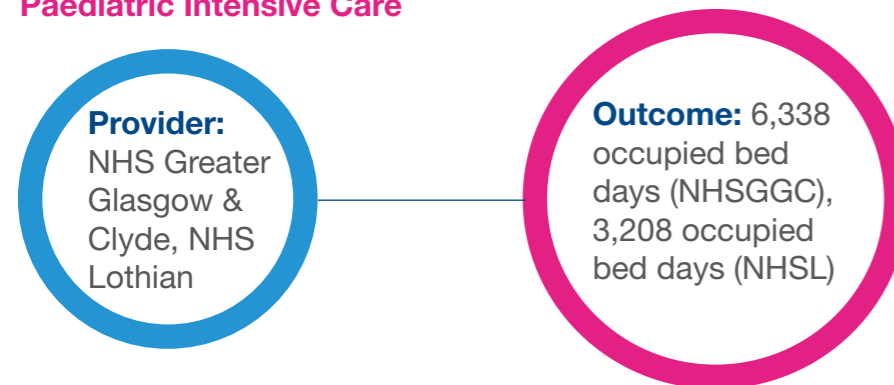 Paediatric Intensive Care
Provider:
NHS Greater
Glasgow &
Clyde, NHS
Lothian
Outcome: 6,338
occupied bed
days (NHSGGC),
3,208 occupied
bed days (NHSL)